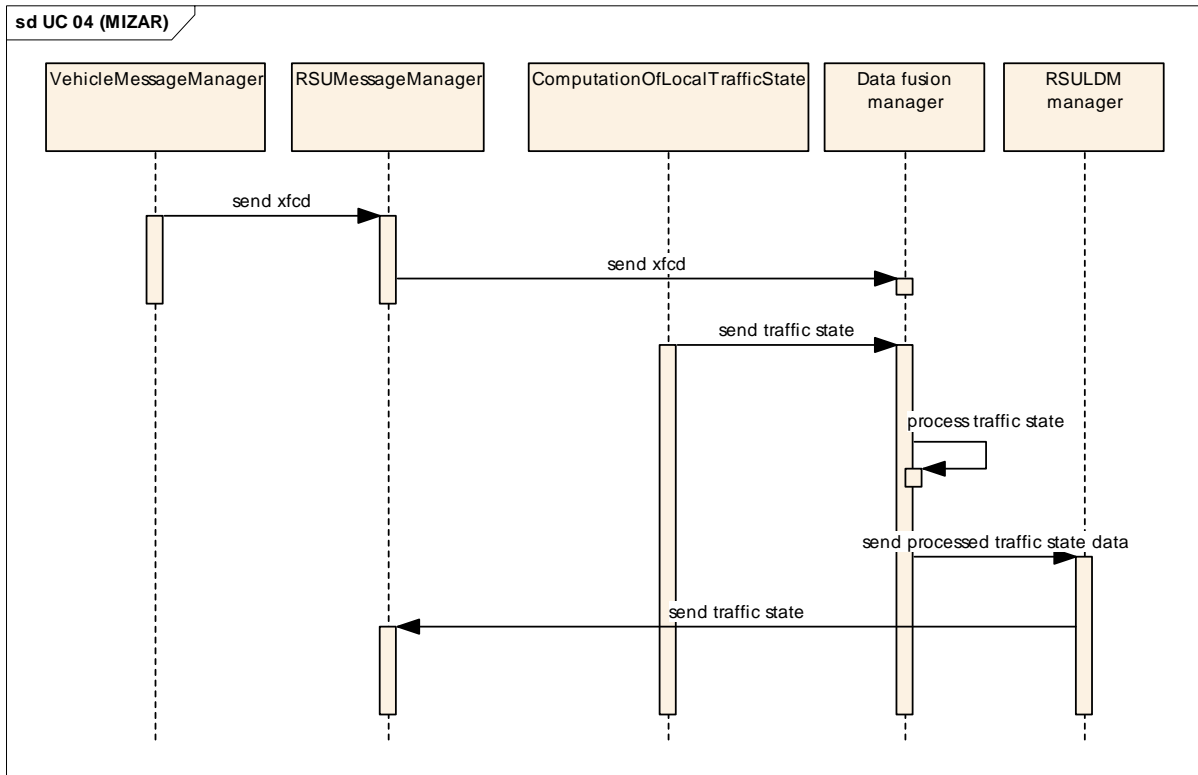 sd UC 04 (MIZAR)
VehicleMessageManager
RSUMessageManager
ComputationOfLocalTrafficState
Data fusion
manager
RSULDM
manager
send xfcd
send xfcd
send traffic state
process traffic state
send processed traffic state data
send traffic state